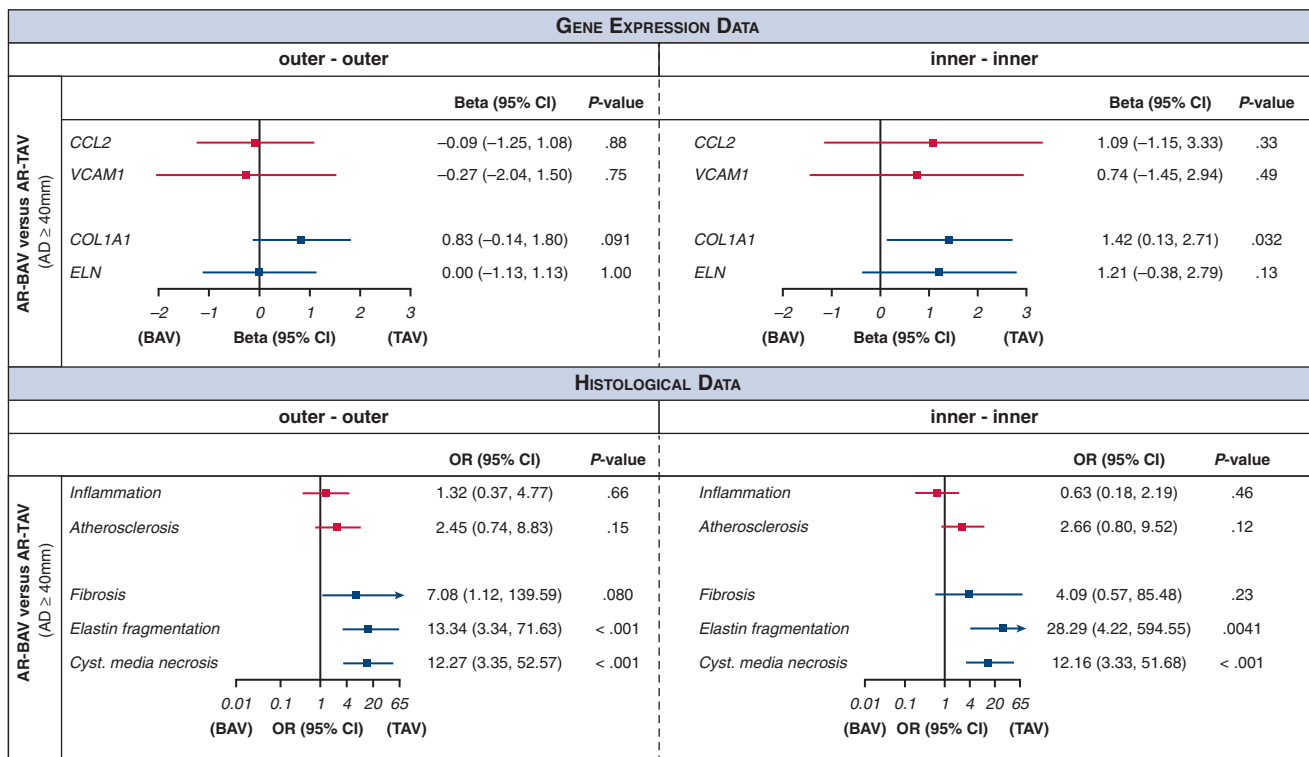 GENE EXPRESSION DATA
outer - outer
inner - inner
AR-BAV versus AR-TAV
(AD ≥ 40mm)
Beta (95% CI) P-value
CCL2 –0.09 (–1.25, 1.08) .88
VCAM1 –0.27 (–2.04, 1.50) .75
COL1A1 0.83 (–0.14, 1.80) .091
ELN 0.00 (–1.13, 1.13) 1.00
–2 –1 0 1 2 3
(BAV) Beta (95% CI) (TAV)
Beta (95% CI) P-value
CCL2 1.09 (–1.15, 3.33) .33
VCAM1 0.74 (–1.45, 2.94) .49
COL1A1 1.42 (0.13, 2.71) .032
ELN 1.21 (–0.38, 2.79) .13
–2 –1 0 1 2 3
(BAV) Beta (95% CI) (TAV)
HISTOLOGICAL DATA
outer - outer
inner - inner
AR-BAV versus AR-TAV
(AD ≥ 40mm)
OR (95% CI) P-value
Inflammation 1.32 (0.37, 4.77) .66
Atherosclerosis 2.45 (0.74, 8.83) .15
Fibrosis 7.08 (1.12, 139.59) .080
Elastin fragmentation 13.34 (3.34, 71.63) < .001
Cyst. media necrosis 12.27 (3.35, 52.57) < .001
0.01 0.1 1 4 20 65
(BAV) OR (95% CI) (TAV)
OR (95% CI) P-value
Inflammation 0.63 (0.18, 2.19) .46
Atherosclerosis 2.66 (0.80, 9.52) .12
Fibrosis 4.09 (0.57, 85.48) .23
Elastin fragmentation 28.29 (4.22, 594.55) .0041
Cyst. media necrosis 12.16 (3.33, 51.68) < .001
0.01 0.1 1 4 20 65
(BAV) OR (95% CI) (TAV)